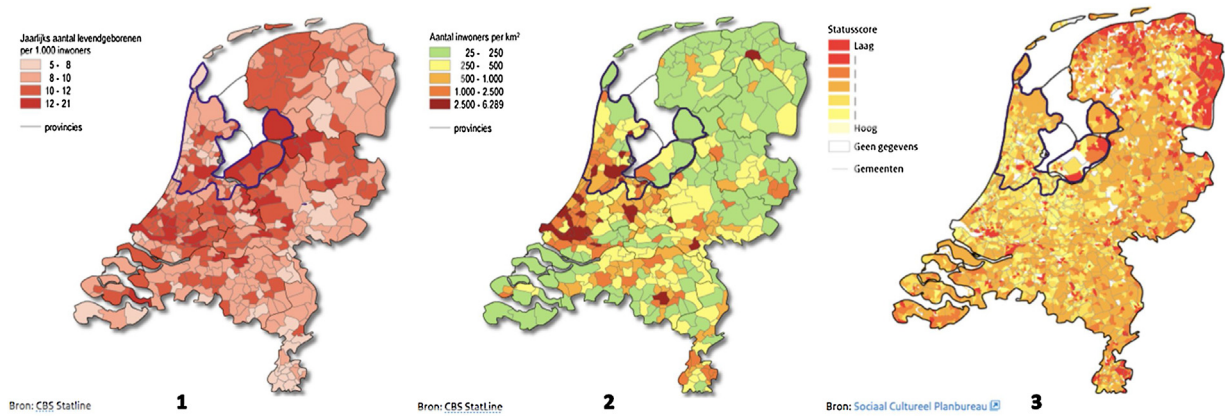 Jaarlijks aantal levendgeborenen
per 1.000 inwoners
5 - 8
8 - 10
10 - 12
12 - 21
provincies
Bron: CBS Statline
1
Aantal inwoners per km²
25 - 250
250 - 500
500 - 1.000
1.000 - 2.500
2.500 - 6.289
provincies
Bron: CBS StatLine
2
Statusscore
Laag
Hoog
Geen gegevens
Gemeenten
Bron: Sociaal Cultureel Planbureau
3